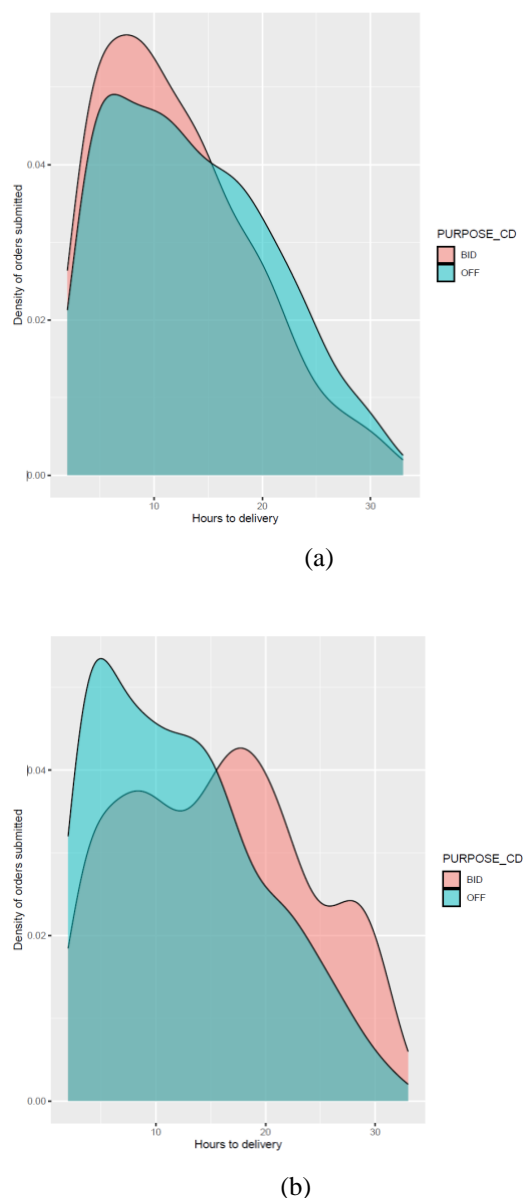 Density of orders submitted
0.04
0.02
0.00
10
20
30
Hours to delivery
PURPOSE_CD
BID
OFF
(a)
Density of orders submitted
0.04
0.02
0.00
10
20
30
Hours to delivery
PURPOSE_CD
BID
OFF
(b)